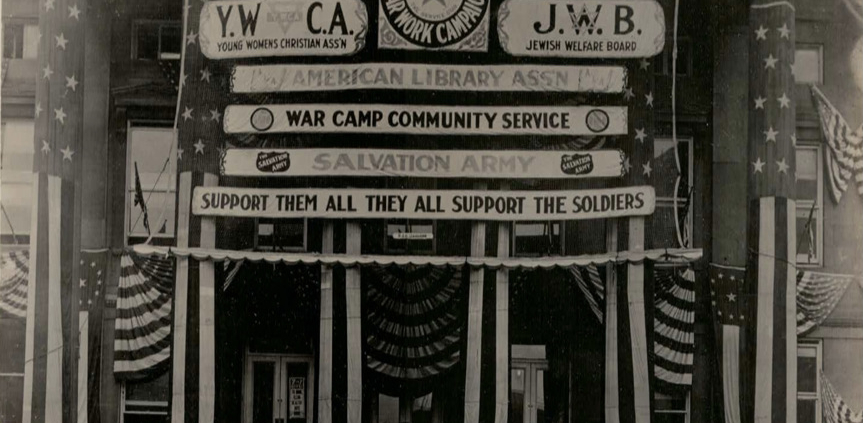 Y.W C.A.
YOUNG WOMENS CHRISTIAN ASS'N
WAR WORK CAMPAIGN
J.W.B.
JEWISH WELFARE BOARD
AMERICAN LIBRARY ASS'N
WAR CAMP COMMUNITY SERVICE
THE SALVATION ARMY
SALVATION ARMY
THE SALVATION ARMY
SUPPORT THEM ALL THEY ALL SUPPORT THE SOLDIERS